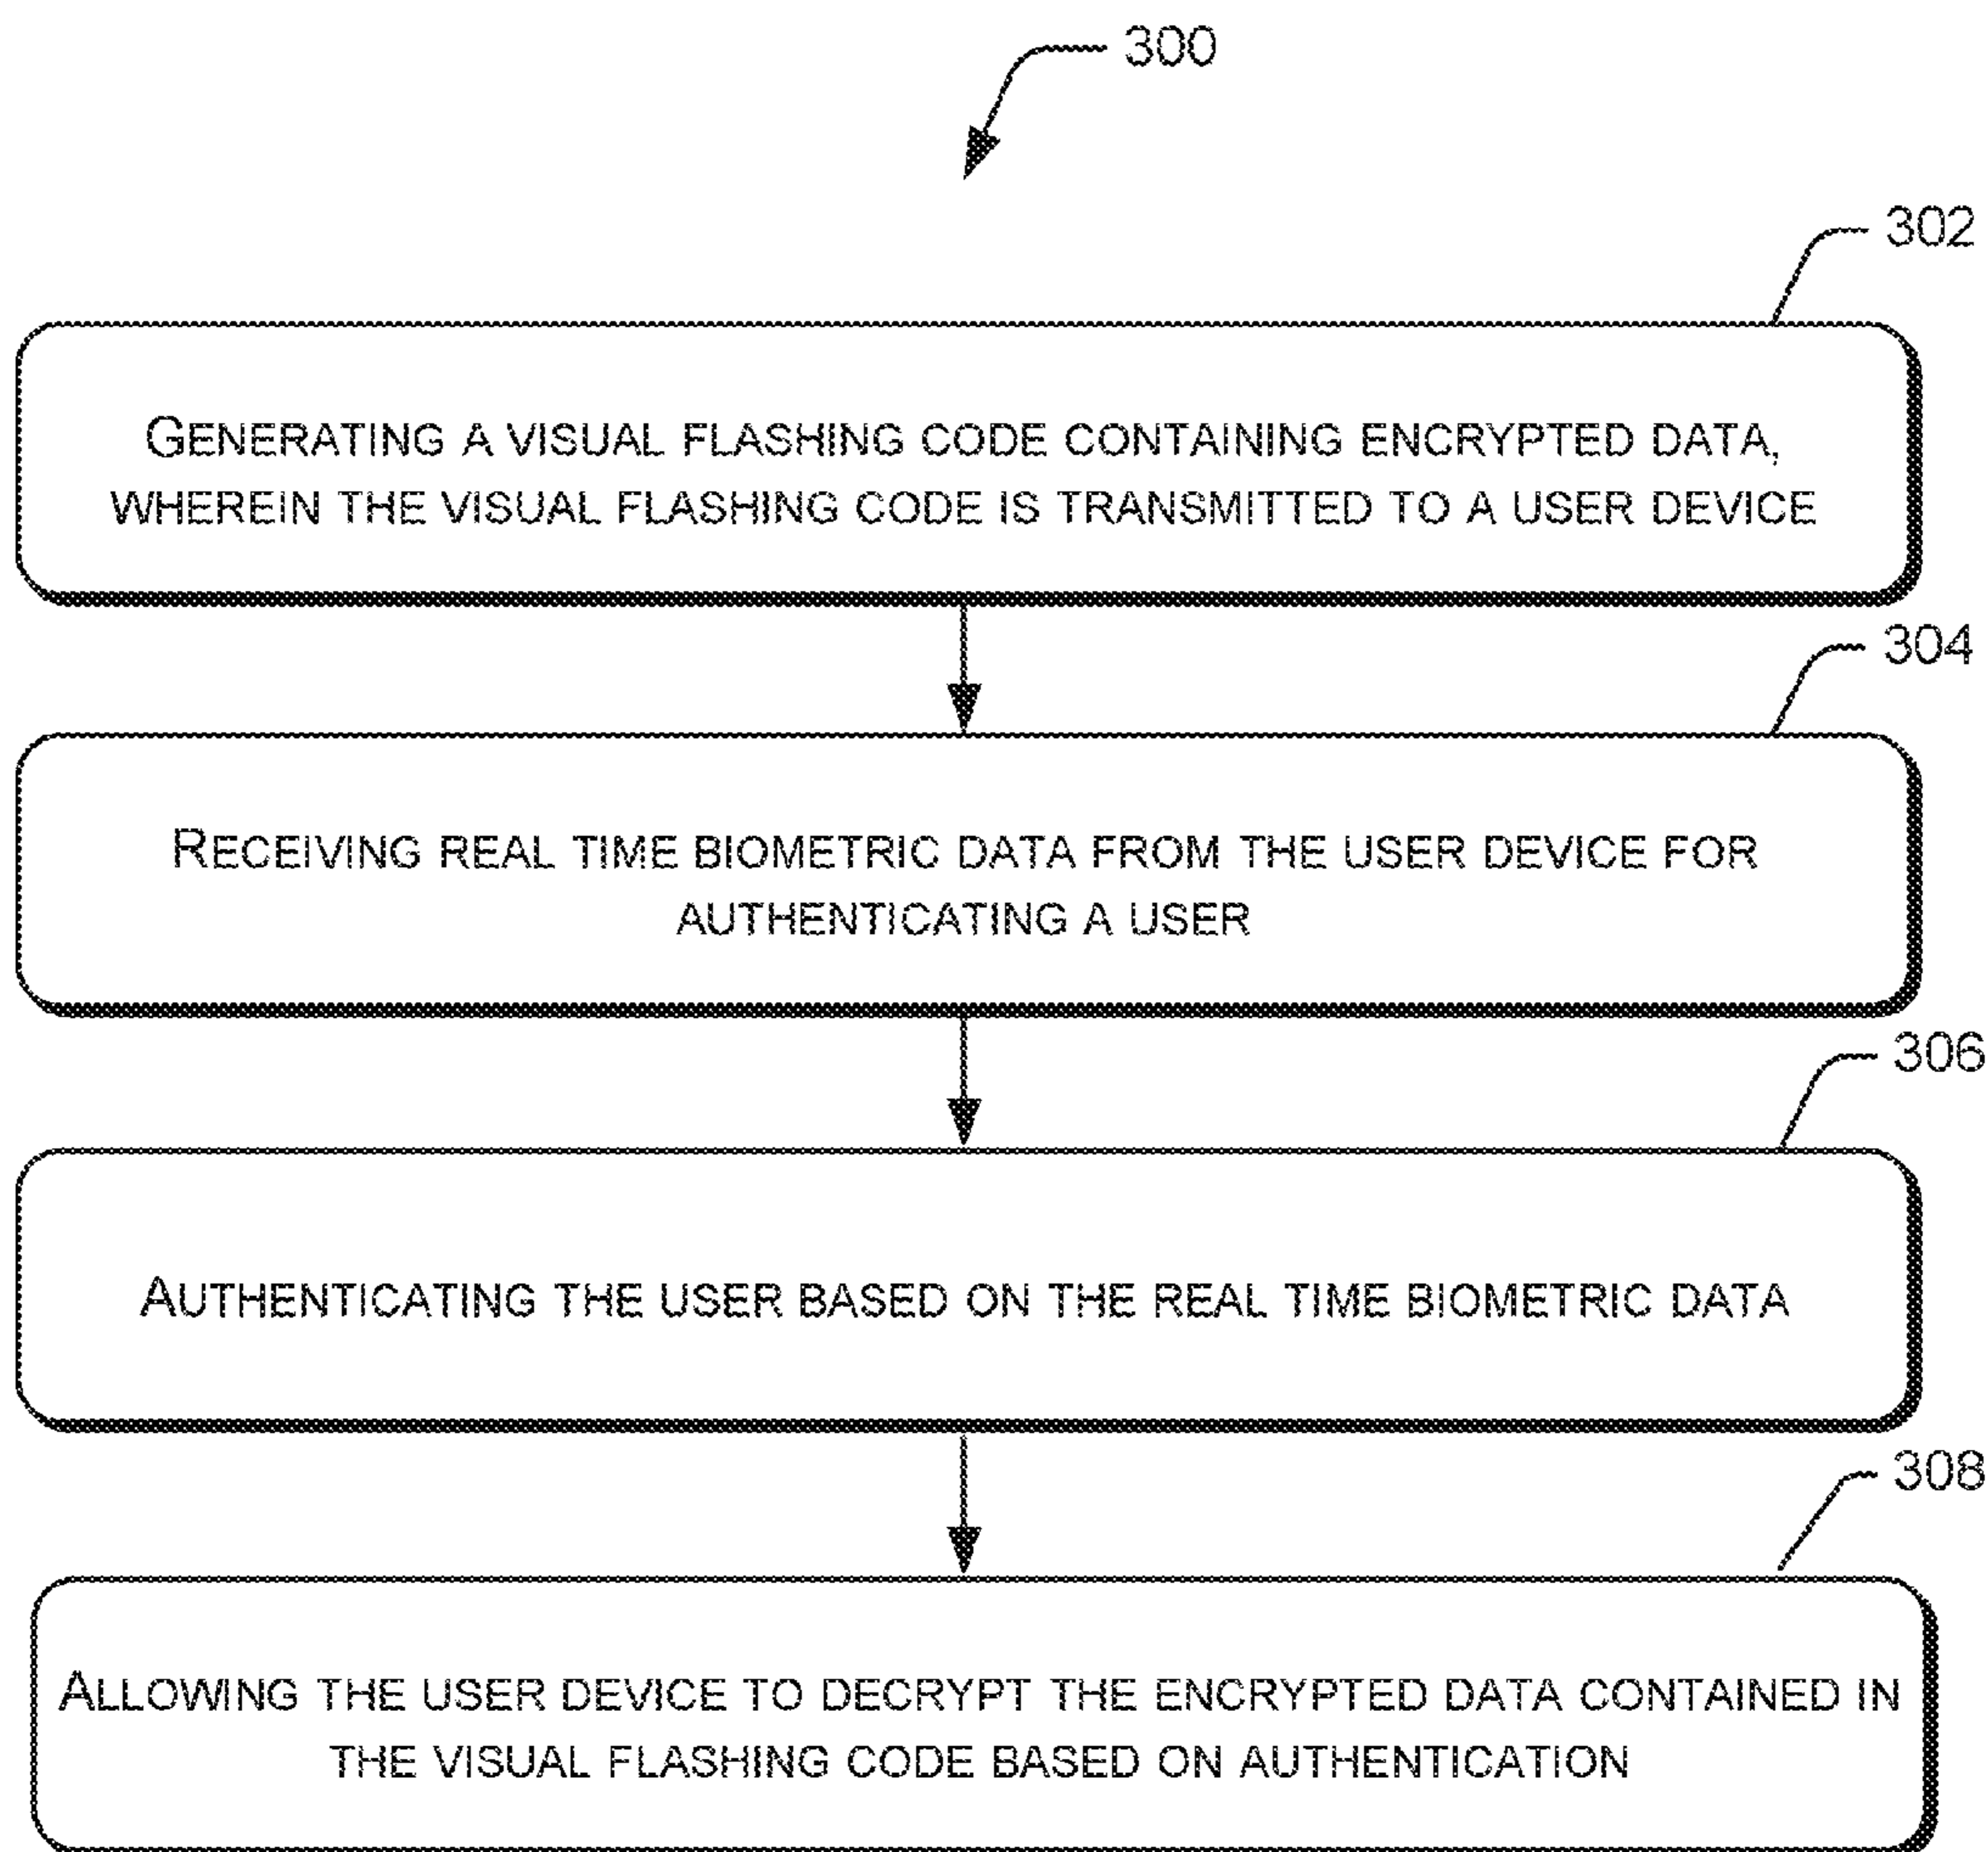 300
302
GENERATING A VISUAL FLASHING CODE CONTAINING ENCRYPTED DATA,
WHEREIN THE VISUAL FLASHING CODE IS TRANSMITTED TO A USER DEVICE
304
RECEIVING REAL TIME BIOMETRIC DATA FROM THE USER DEVICE FOR
AUTHENTICATING A USER
306
AUTHENTICATING THE USER BASED ON THE REAL TIME BIOMETRIC DATA
308
ALLOWING THE USER DEVICE TO DECRYPT THE ENCRYPTED DATA CONTAINED IN
THE VISUAL FLASHING CODE BASED ON AUTHENTICATION